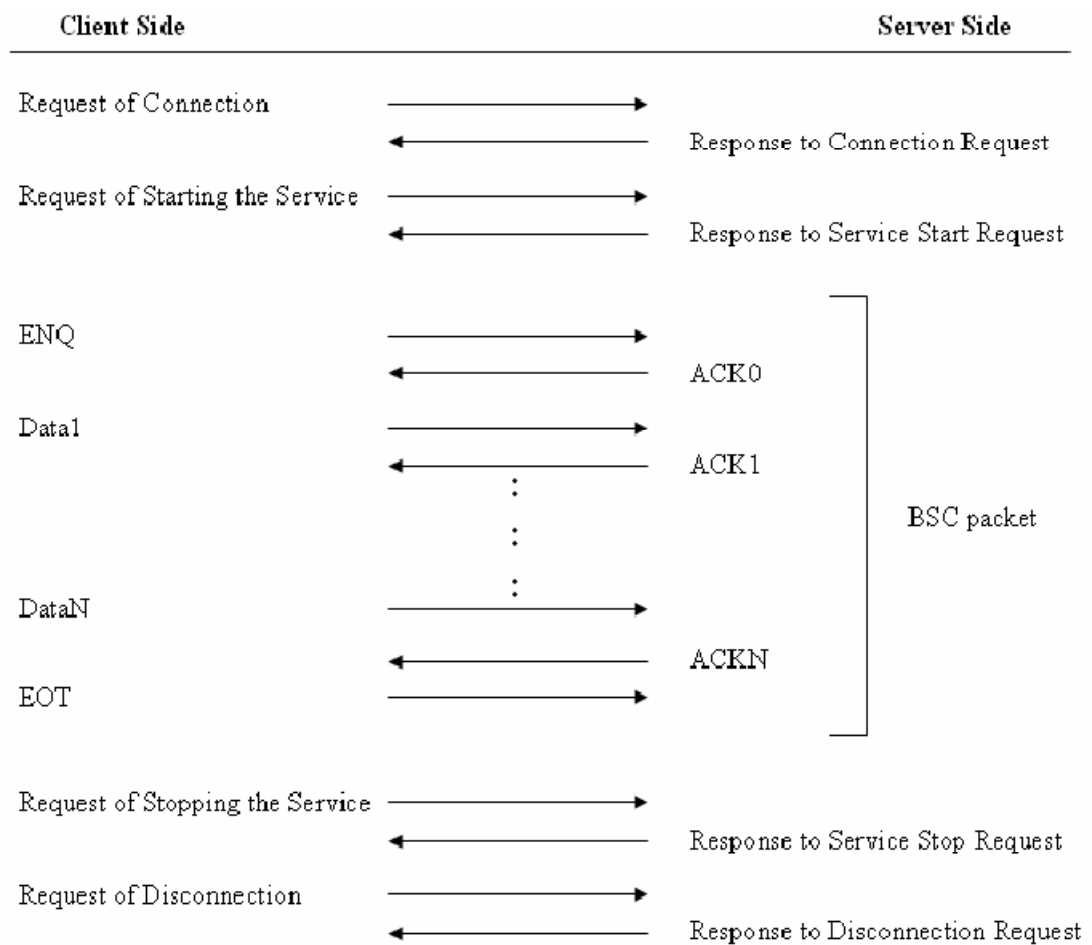 Client Side
Server Side
Request of Connection
Response to Connection Request
Request of Starting the Service
Response to Service Start Request
ENQ
ACK0
Data1
ACK1
BSC packet
DataN
ACKN
EOT
Request of Stopping the Service
Response to Service Stop Request
Request of Disconnection
Response to Disconnection Request